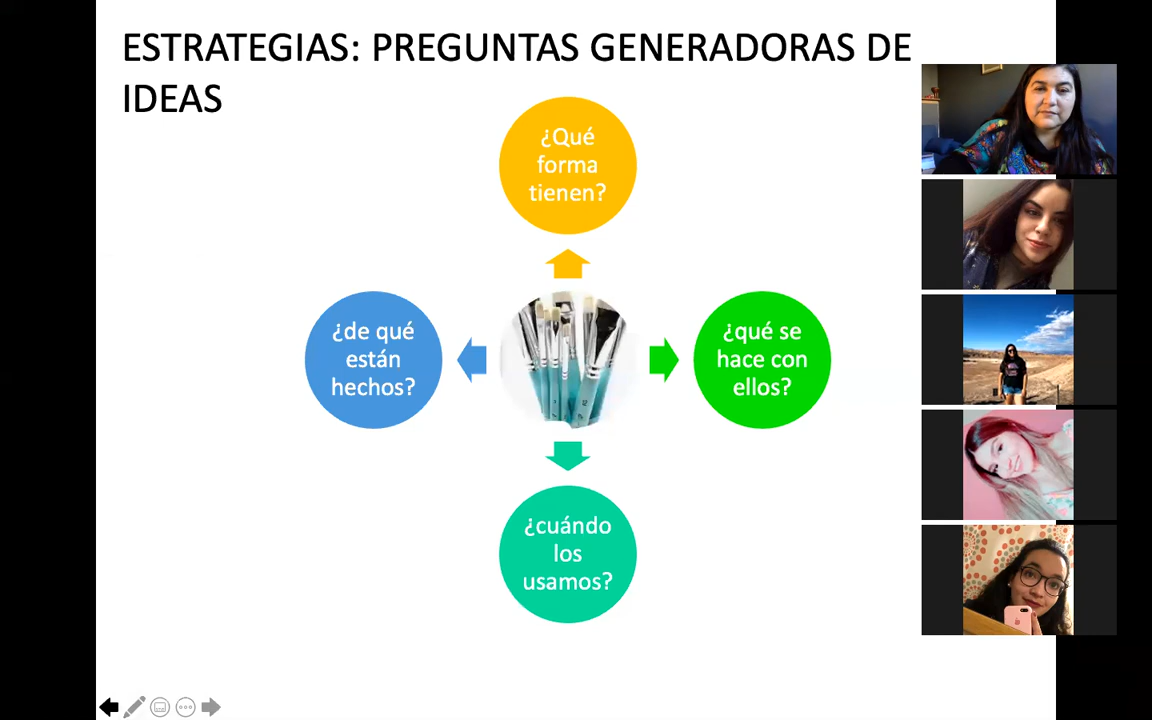 ESTRATEGIAS: PREGUNTAS GENERADORAS DE
IDEAS
¿Qué
forma
tienen?
¿de qué
están
hechos?
¿qué se
hace con
ellos?
¿cuándo
los
usamos?